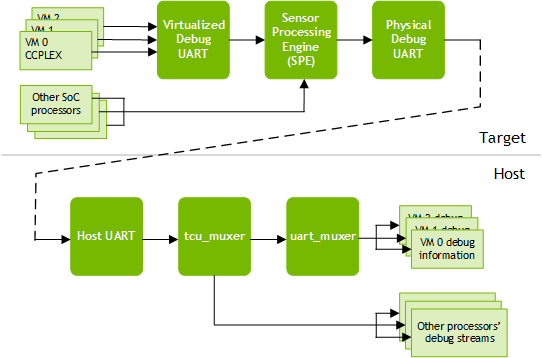 VM 2
VM 1
VM 0
CCPLEX
Virtualized
Debug
UART
Sensor
Processing
Engine
(SPE)
Physical
Debug
UART
Other SoC
processors
Target
Host
Host UART
tcu_muxer
uart_muxer
VM 2 debug
VM 1 debug
VM 0 debug
information
Other processors’
debug streams